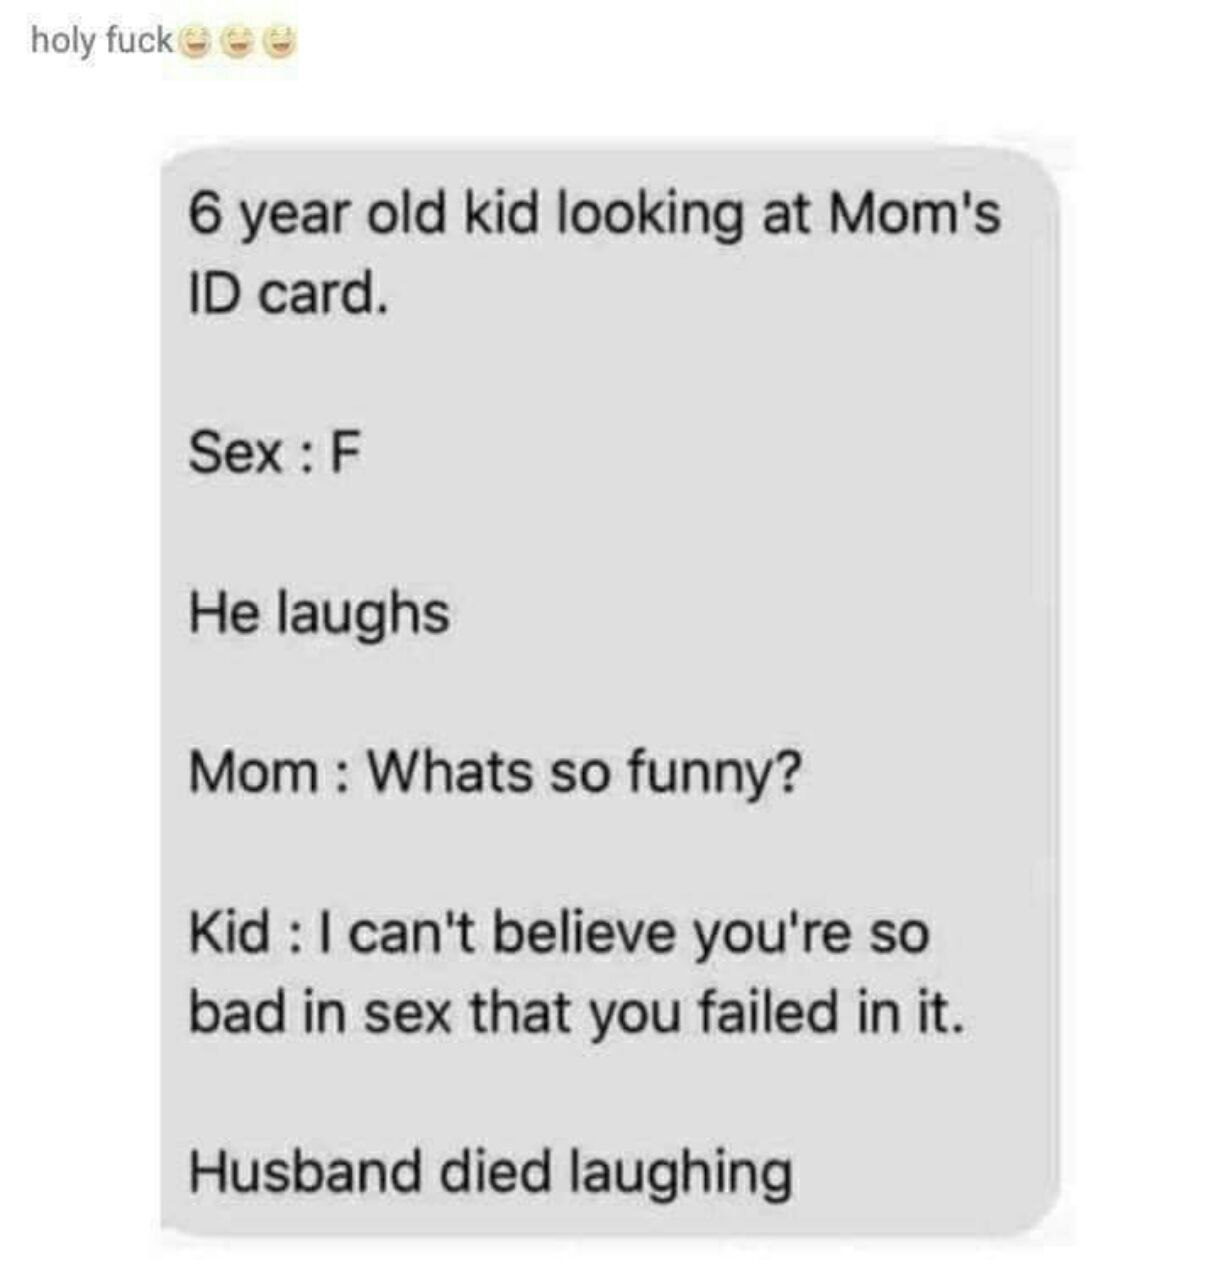 holy fuck😄😄😄
6 year old kid looking at Mom's
ID card.
Sex : F
He laughs
Mom : Whats so funny?
Kid : I can't believe you're so
bad in sex that you failed in it.
Husband died laughing